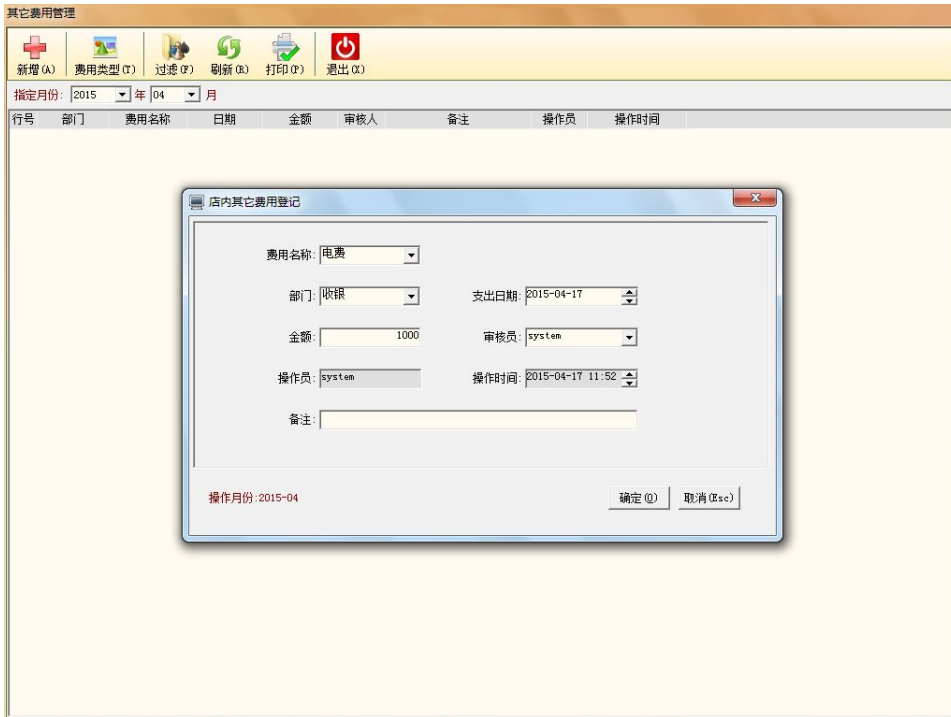 其它费用管理
新增(A) 费用类型(T) 过滤(F) 刷新(R) 打印(P) 退出(X)
指定月份: 2015 年 04 月
行号 部门 费用名称 日期 金额 审核人 备注 操作员 操作时间
店内其它费用登记
费用名称: 电费
部门: 收银 支出日期: 2015-04-17
金额: 1000 审核员: system
操作员: system 操作时间: 2015-04-17 11:52
备注:
操作月份:2015-04 确定(O) 取消(Esc)